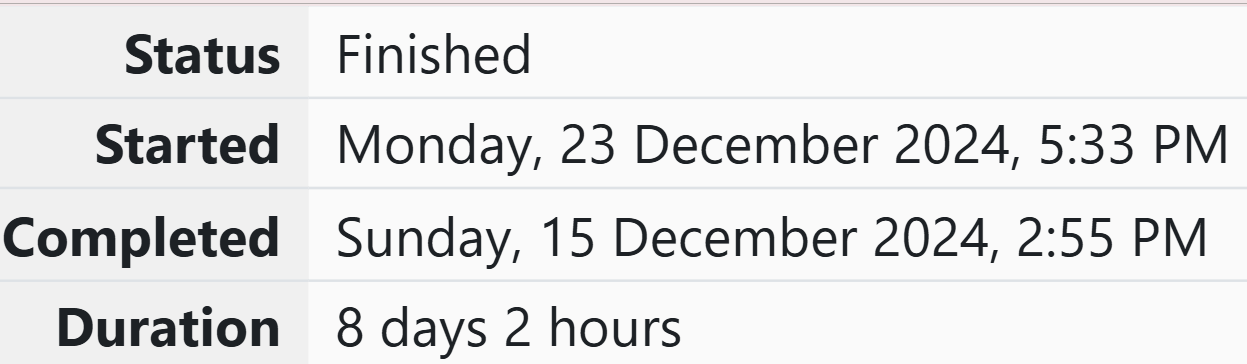 Status Finished
Started Monday, 23 December 2024, 5:33 PM
Completed Sunday, 15 December 2024, 2:55 PM
Duration 8 days 2 hours